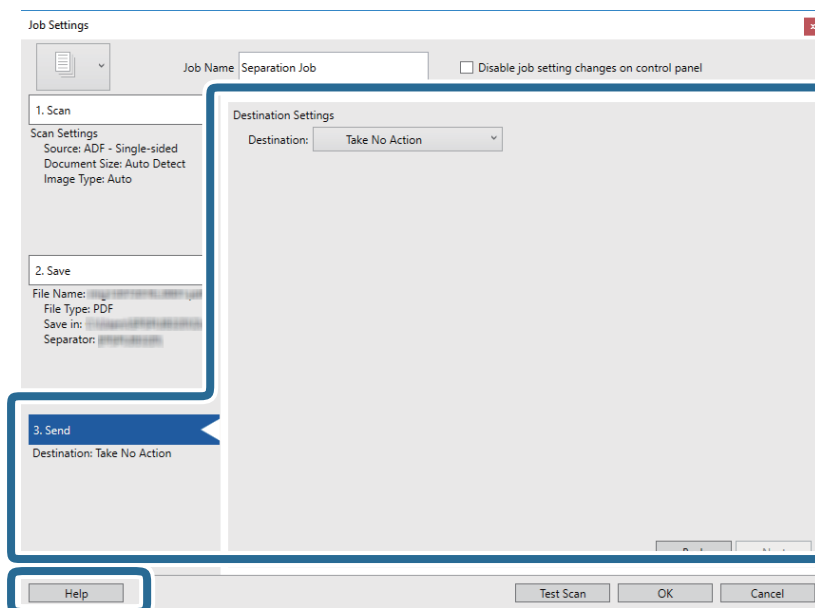 Job Settings
Job Name Separation Job Disable job setting changes on control panel
1. Scan
Scan Settings
Source: ADF - Single-sided
Document Size: Auto Detect
Image Type: Auto
2. Save
File Name:
File Type: PDF
Save in:
Separator:
3. Send
Destination: Take No Action
Destination Settings
Destination: Take No Action
Help Test Scan OK Cancel